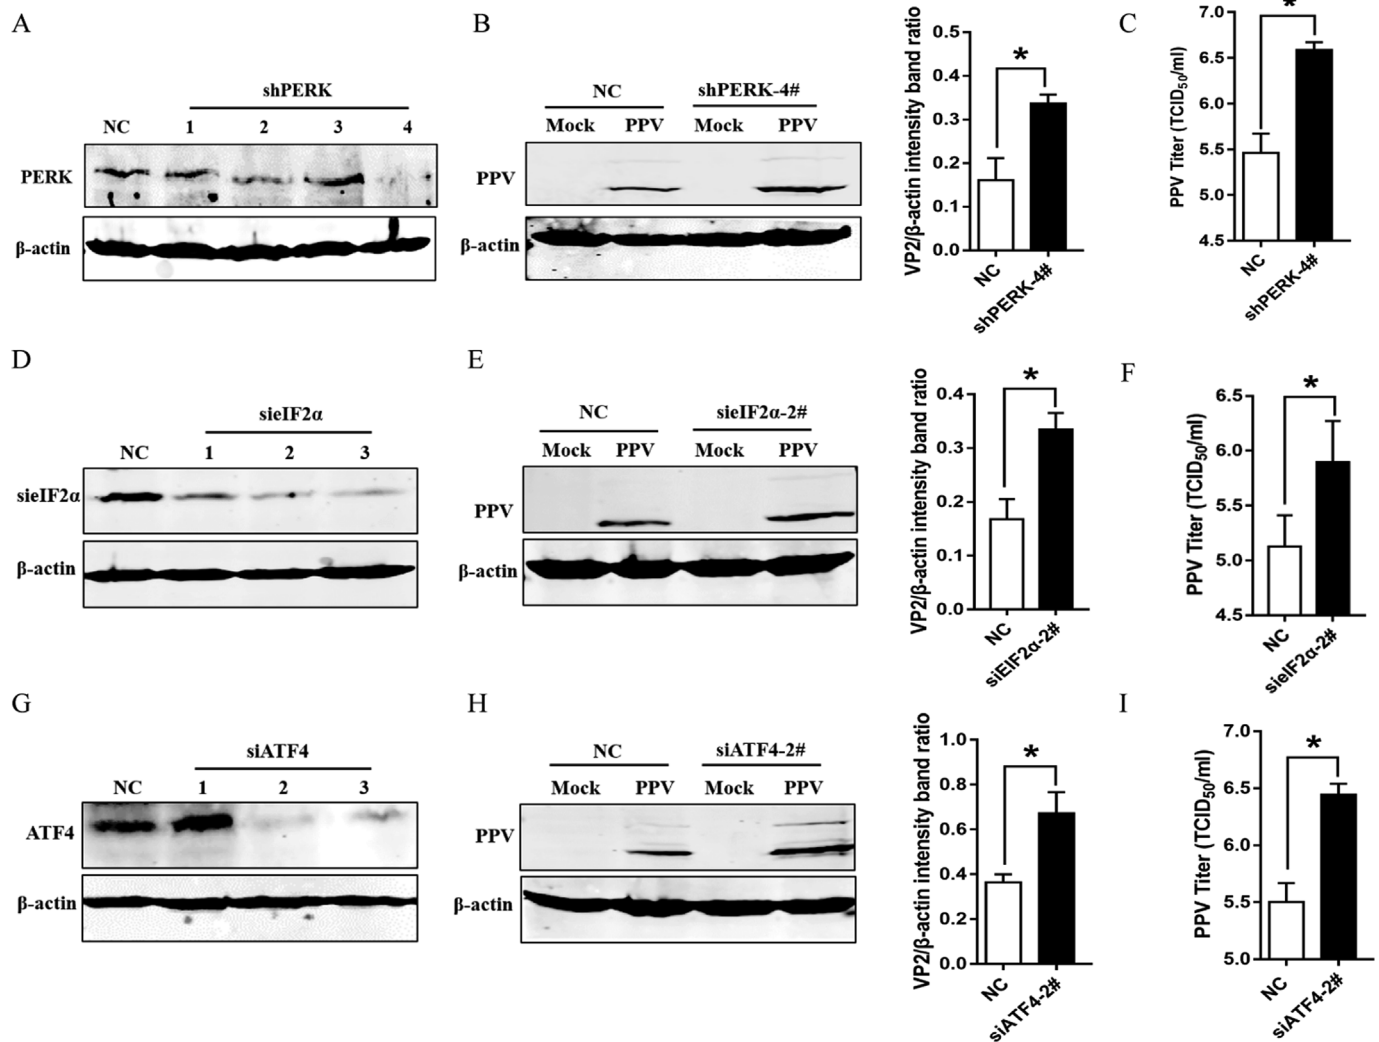 A
shPERK
NC 1 2 3 4
PERK
β-actin
B
NC shPERK-4#
Mock PPV Mock PPV
PPV
β-actin
VP2/β-actin intensity band ratio
0.5
0.4
0.3
0.2
0.1
0.0
*
NC
shPERK-4#
C
PPV Titer (TCID50/ml)
7.0
6.5
6.0
5.5
5.0
4.5
*
NC
shPERK-4#
D
sieIF2α
NC 1 2 3
sieIF2α
β-actin
E
NC sieIF2α-2#
Mock PPV Mock PPV
PPV
β-actin
VP2/β-actin intensity band ratio
0.4
0.3
0.2
0.1
0.0
*
NC
siEIF2α-2#
F
PPV Titer (TCID50/ml)
6.5
6.0
5.5
5.0
4.5
*
NC
sieIF2α-2#
G
siATF4
NC 1 2 3
ATF4
β-actin
H
NC siATF4-2#
Mock PPV Mock PPV
PPV
β-actin
VP2/β-actin intensity band ratio
1.0
0.8
0.6
0.4
0.2
0.0
*
NC
siATF4-2#
I
PPV Titer (TCID50/ml)
7.0
6.5
6.0
5.5
5.0
*
NC
siATF4-2#